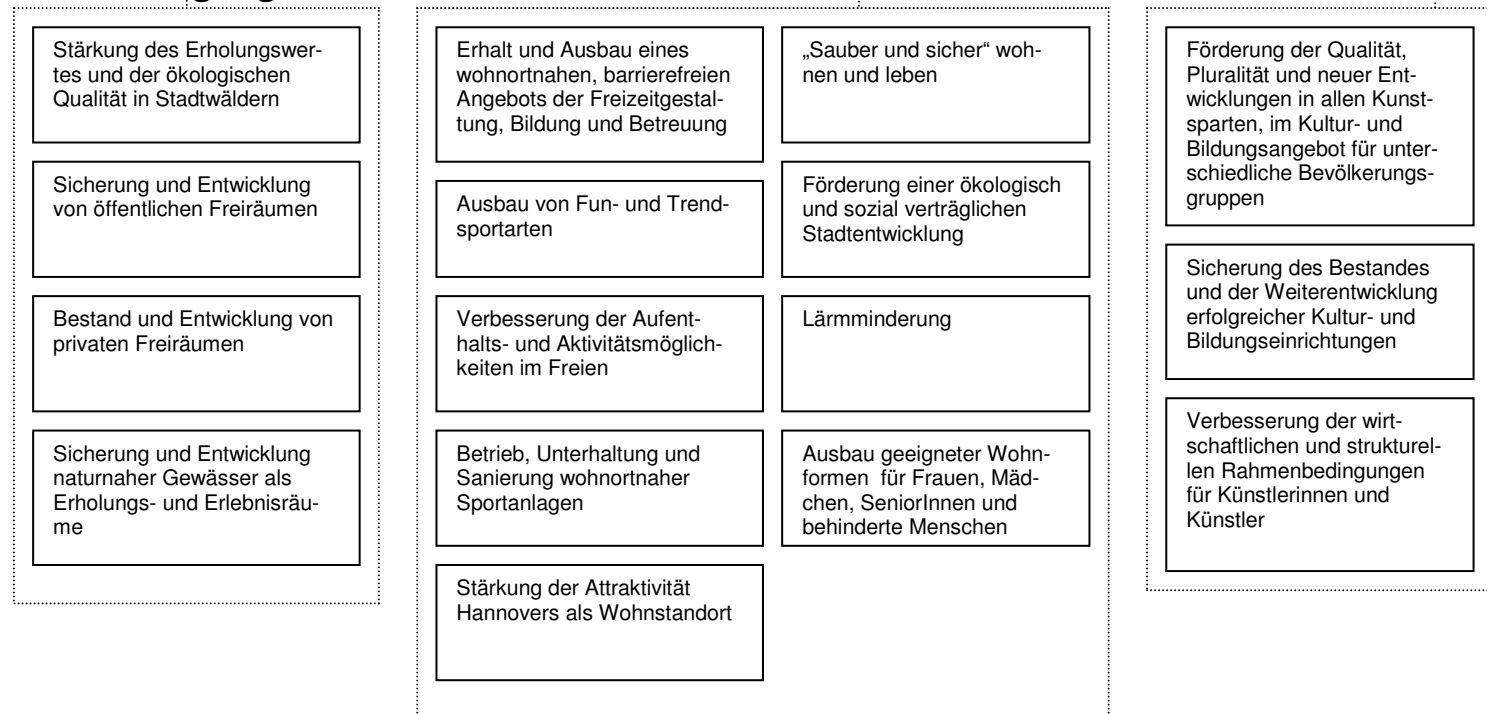 Stärkung des Erholungswer-
tes und der ökologischen
Qualität in Stadtwäldern
Sicherung und Entwicklung
von öffentlichen Freiräumen
Bestand und Entwicklung von
privaten Freiräumen
Sicherung und Entwicklung
naturnaher Gewässer als
Erholungs- und Erlebnisräu-
me
Erhalt und Ausbau eines
wohnortnahen, barrierefreien
Angebots der Freizeitgestal-
tung, Bildung und Betreuung
Ausbau von Fun- und Trend-
sportarten
Verbesserung der Aufent-
halts- und Aktivitätsmöglich-
keiten im Freien
Betrieb, Unterhaltung und
Sanierung wohnortnaher
Sportanlagen
Stärkung der Attraktivität
Hannovers als Wohnstandort
„Sauber und sicher“ woh-
nen und leben
Förderung einer ökologisch
und sozial verträglichen
Stadtentwicklung
Lärmminderung
Ausbau geeigneter Wohn-
formen für Frauen, Mäd-
chen, SeniorInnen und
behinderte Menschen
Förderung der Qualität,
Pluralität und neuer Ent-
wicklungen in allen Kunst-
sparten, im Kultur- und
Bildungsangebot für unter-
schiedliche Bevölkerungs-
gruppen
Sicherung des Bestandes
und der Weiterentwicklung
erfolgreicher Kultur- und
Bildungseinrichtungen
Verbesserung der wirt-
schaftlichen und strukturel-
len Rahmenbedingungen
für Künstlerinnen und
Künstler